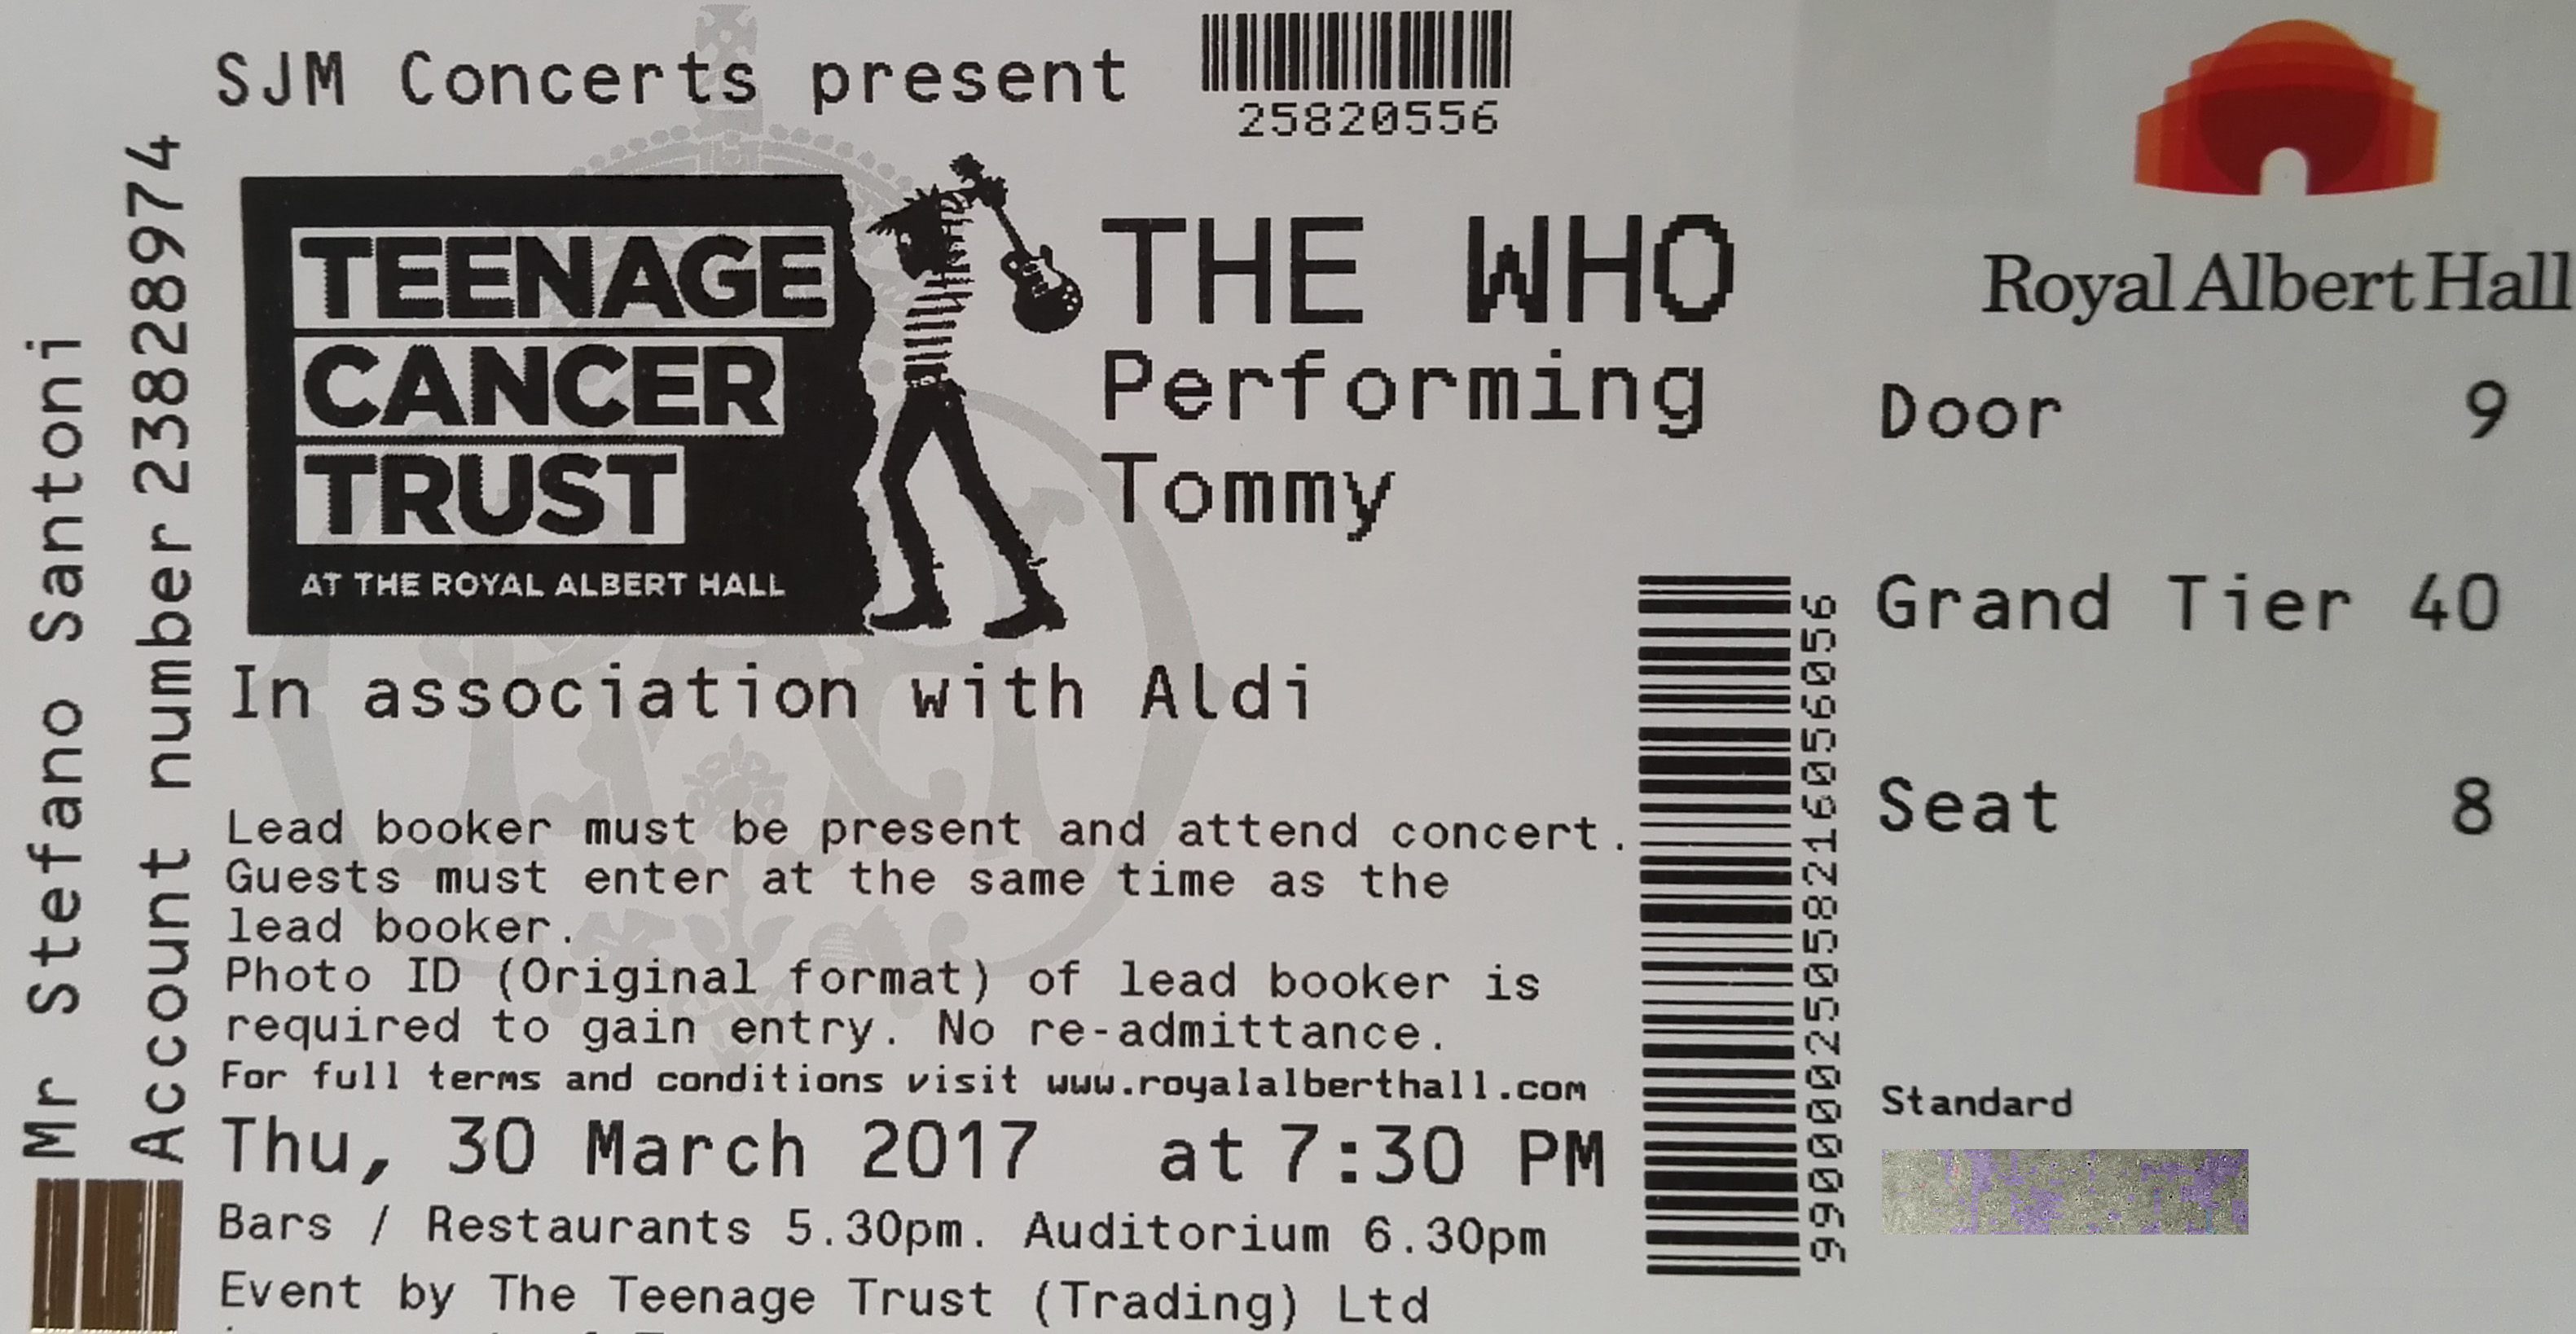 SJM Concerts present
25820556
TEENAGE
CANCER
TRUST
AT THE ROYAL ALBERT HALL
THE WHO
Performing
Tommy
In association with Aldi
Lead booker must be present and attend concert.
Guests must enter at the same time as the
lead booker.
Photo ID (Original format) of lead booker is
required to gain entry. No re-admittance.
For full terms and conditions visit www.royalalberthall.com
Thu, 30 March 2017 at 7:30 PM
Bars / Restaurants 5.30pm. Auditorium 6.30pm
Event by The Teenage Trust (Trading) Ltd
Mr Stefano Santoni
Account number 23828974
99000025058216056056
Royal Albert Hall
Door 9
Grand Tier 40
Seat 8
Standard